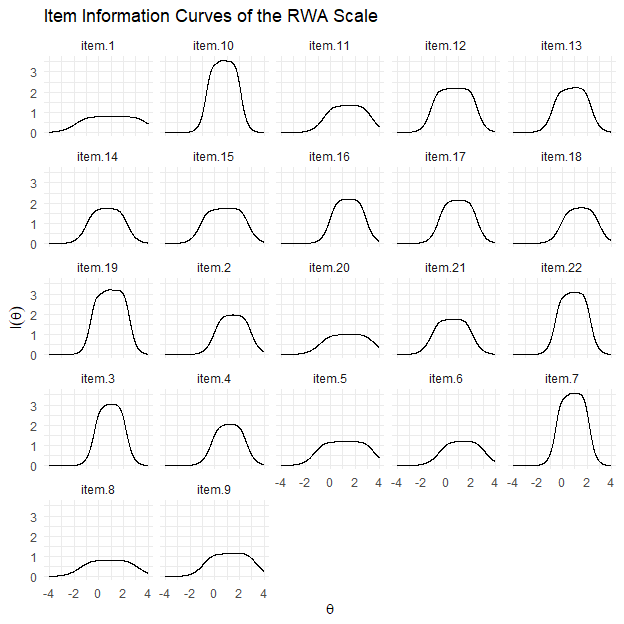 Item Information Curves of the RWA Scale
item.1 item.10 item.11 item.12 item.13
3
2
1
0
item.14 item.15 item.16 item.17 item.18
3
2
1
0
item.19 item.2 item.20 item.21 item.22
3
2
1
0
I(θ)
item.3 item.4 item.5 item.6 item.7
3
2
1
0
-4 -2 0 2 4 -4 -2 0 2 4 -4 -2 0 2 4
item.8 item.9
3
2
1
0
-4 -2 0 2 4 -4 -2 0 2 4
θ